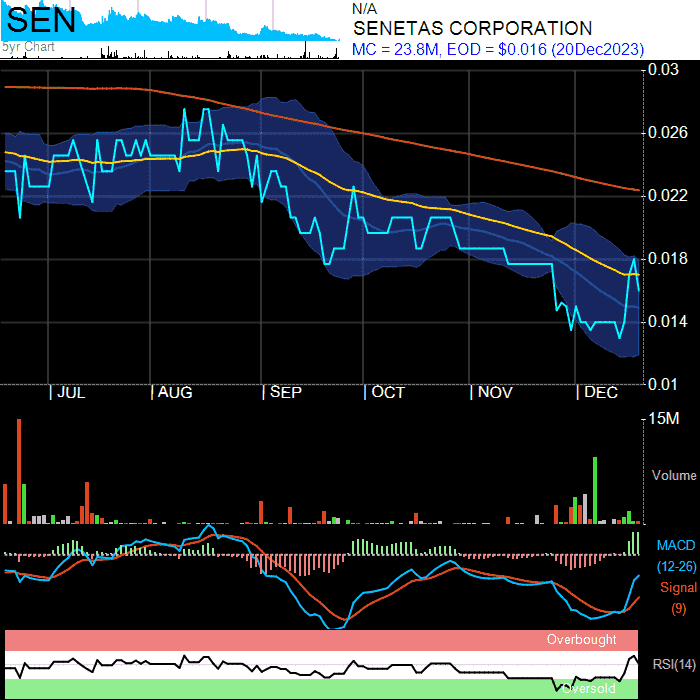 SEN
5yr Chart
N/A
SENETAS CORPORATION
MC = 23.8M, EOD = $0.016 (20Dec2023)
0.03
0.026
0.022
0.018
0.014
0.01
| JUL | AUG | SEP | OCT | NOV | DEC
15M
Volume
MACD
(12-26)
Signal
(9)
Overbought
RSI(14)
Oversold